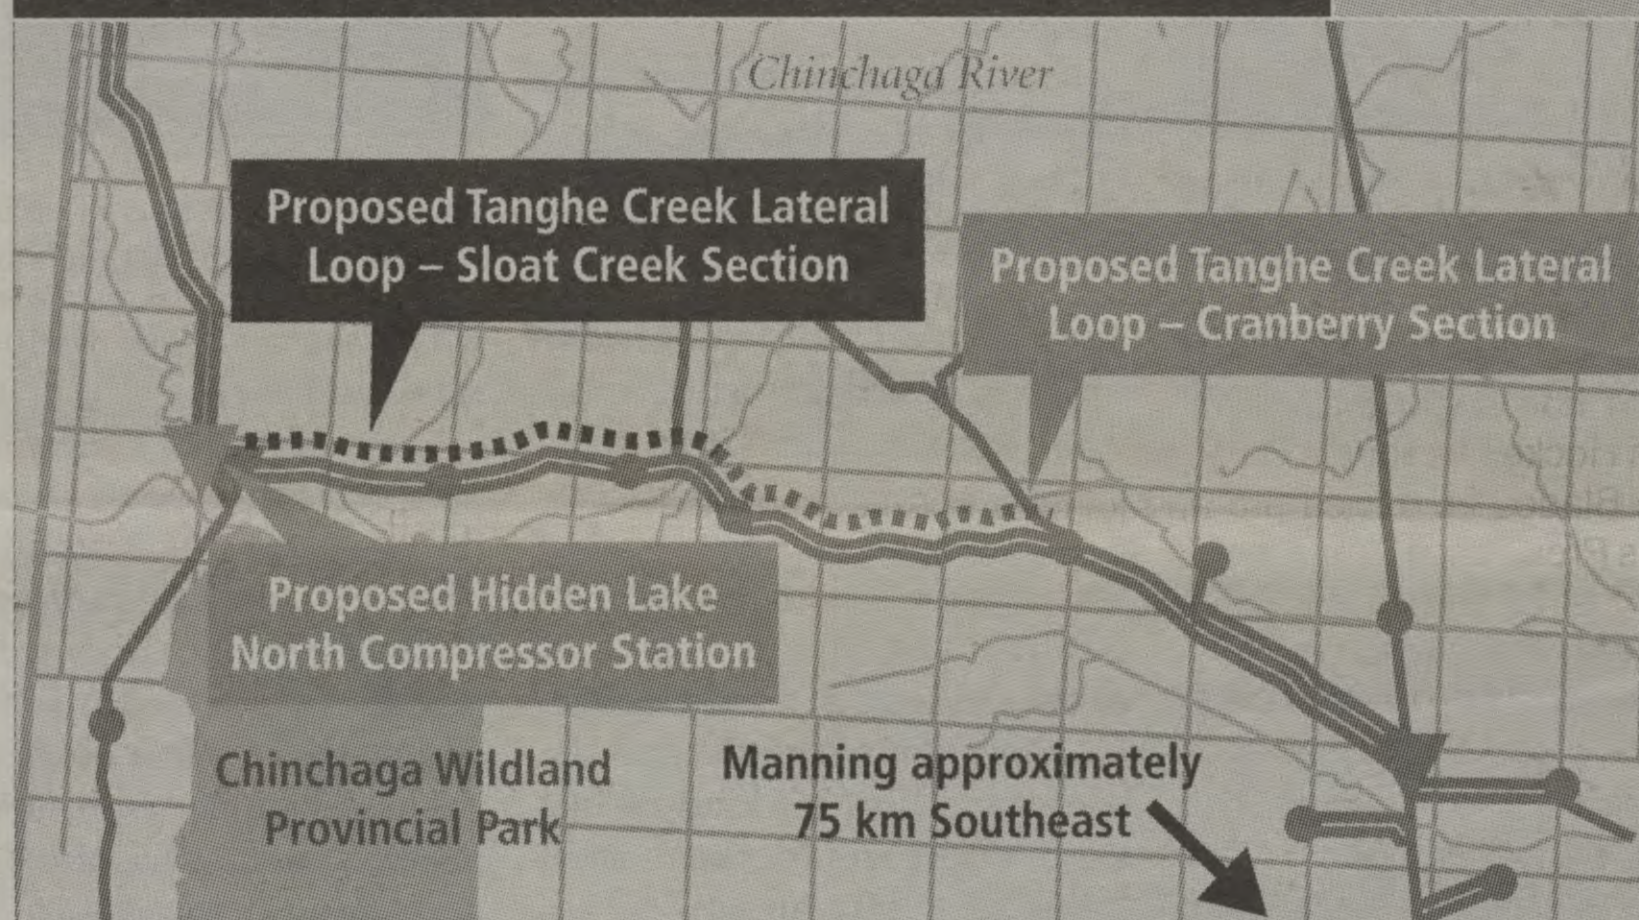 Chinchaga River
Proposed Tanghe Creek Lateral
Loop – Sloat Creek Section
Proposed Tanghe Creek Lateral
Loop – Cranberry Section
Proposed Hidden Lake
North Compressor Station
Chinchaga Wildland
Provincial Park
Manning approximately
75 km Southeast